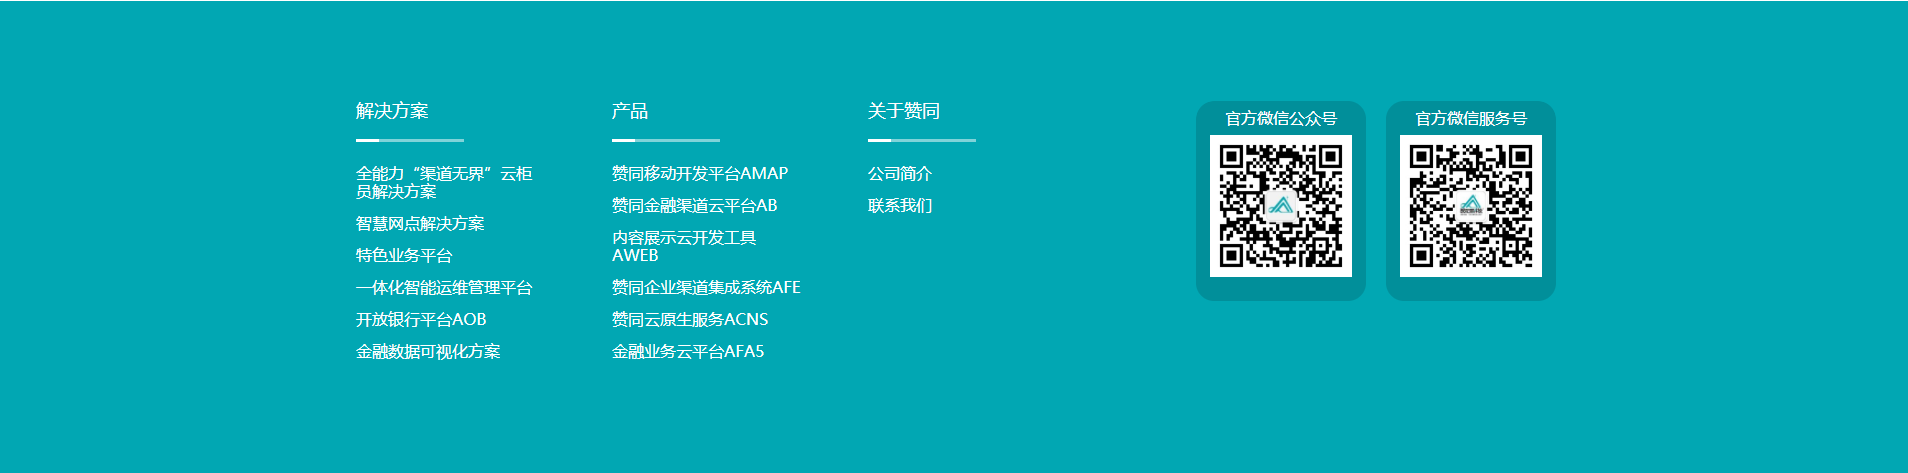 解决方案
全能力“渠道无界”云柜
员解决方案
智慧网点解决方案
特色业务平台
一体化智能运维管理平台
开放银行平台AOB
金融数据可视化方案
产品
赞同移动开发平台AMAP
赞同金融渠道云平台AB
内容展示云开发工具
AWEB
赞同企业渠道集成系统AFE
赞同云原生服务ACNS
金融业务云平台AFA5
关于赞同
公司简介
联系我们
官方微信公众号
官方微信服务号